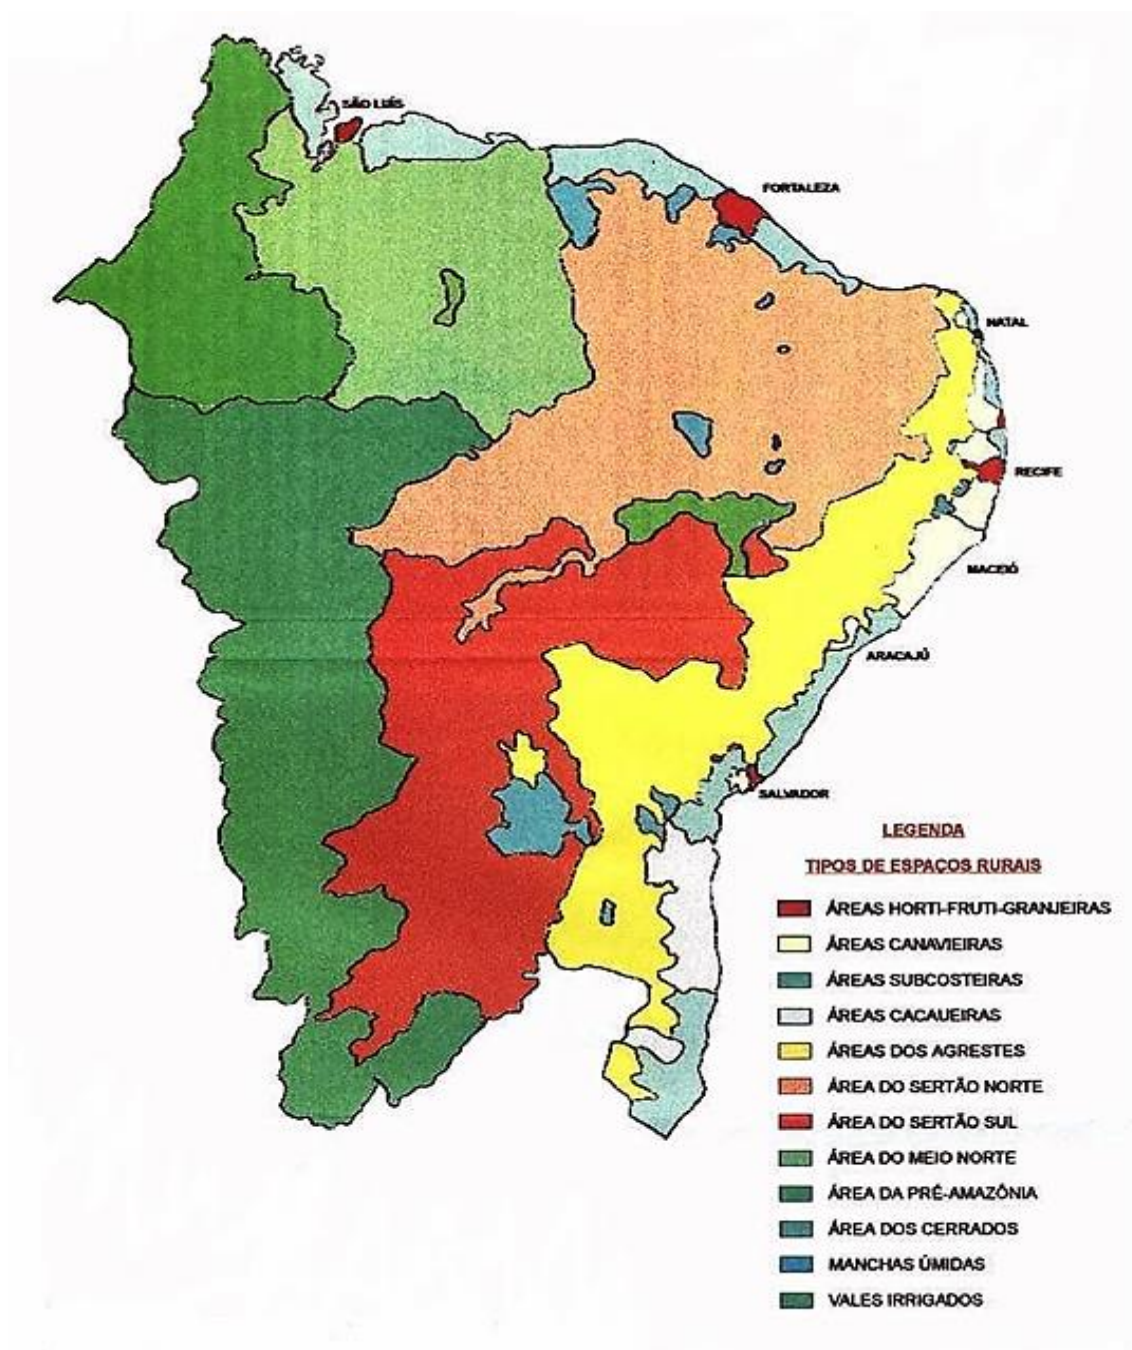 SÃO LUÍS
FORTALEZA
NATAL
RECIFE
MACEIÓ
ARACAJÚ
SALVADOR
LEGENDA
TIPOS DE ESPAÇOS RURAIS
ÁREAS HORTI-FRUTI-GRANJEIRAS
ÁREAS CANAVIEIRAS
ÁREAS SUBCOSTEIRAS
ÁREAS CACAUEIRAS
ÁREAS DOS AGRESTES
ÁREA DO SERTÃO NORTE
ÁREA DO SERTÃO SUL
ÁREA DO MEIO NORTE
ÁREA DA PRÉ-AMAZÔNIA
ÁREA DOS CERRADOS
MANCHAS ÚMIDAS
VALES IRRIGADOS